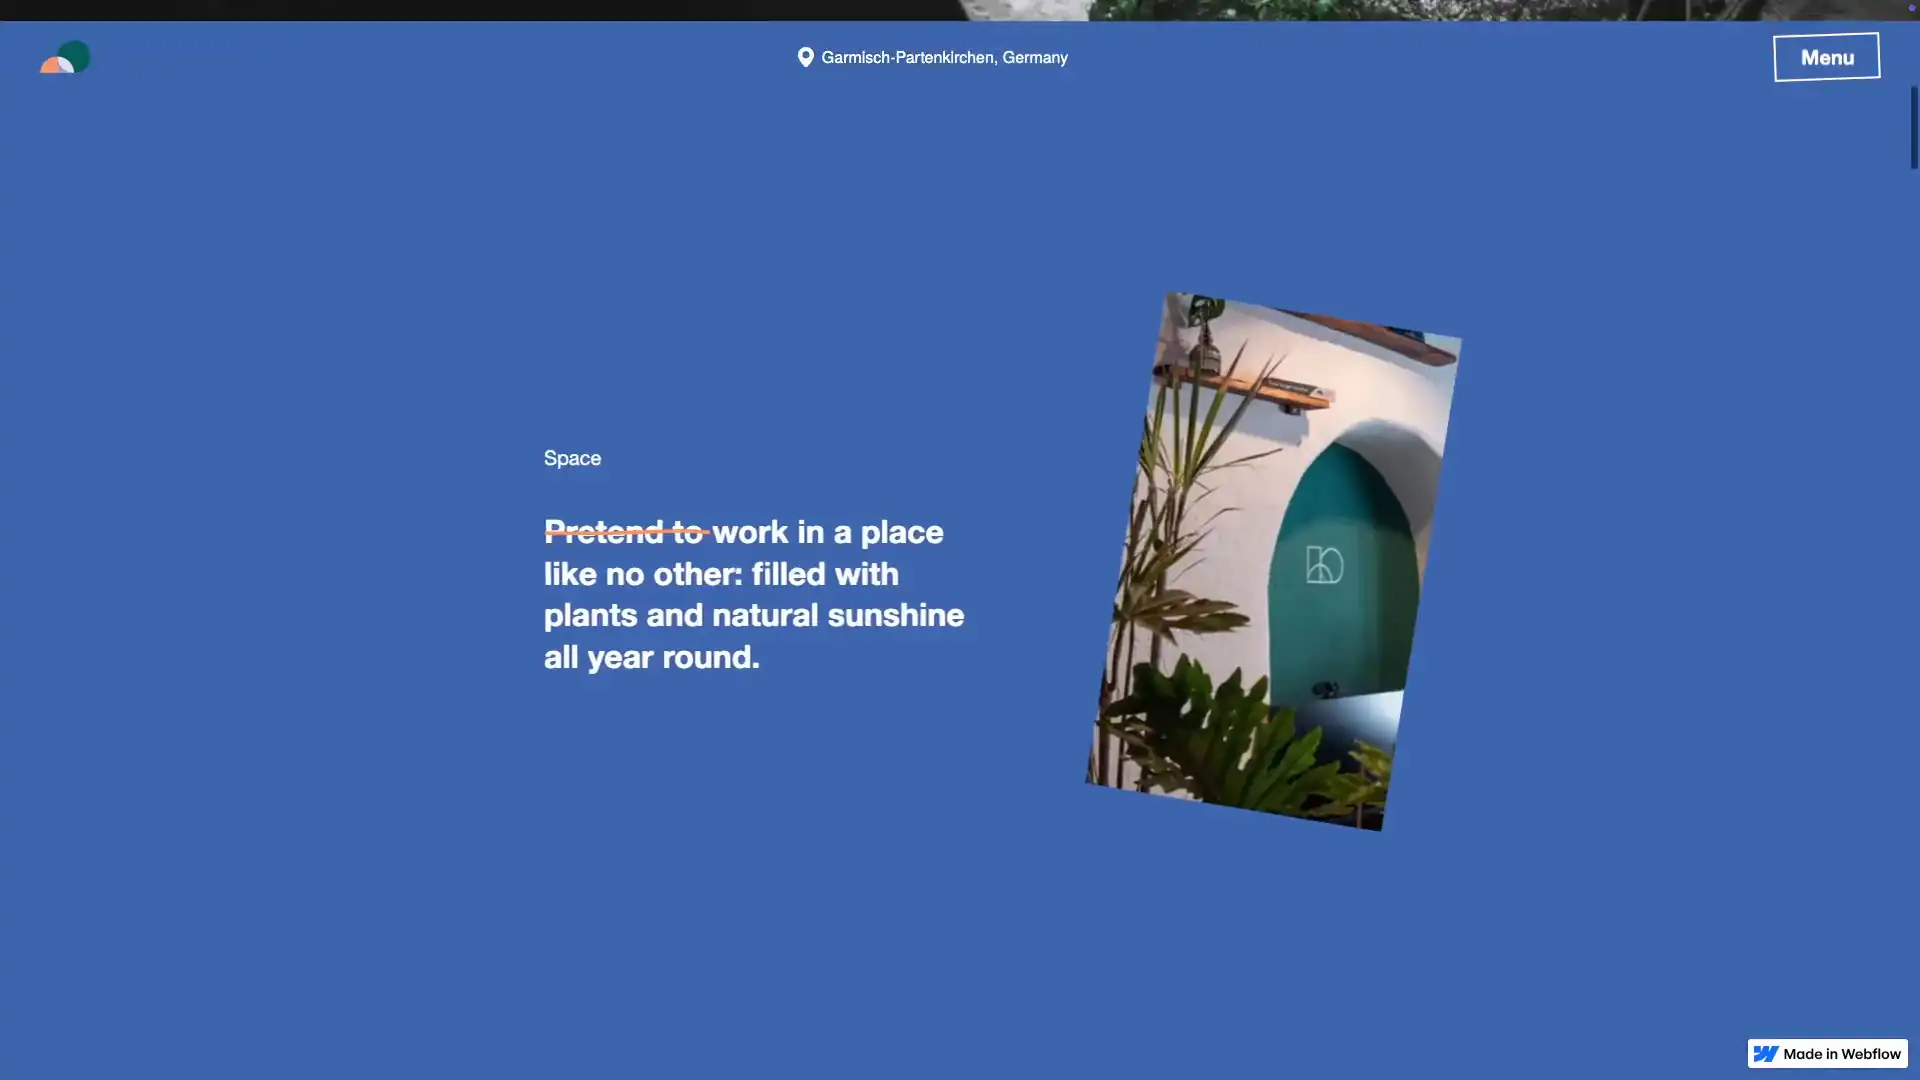 Garmisch-Partenkirchen, Germany
Menu
Space
Pretend to work in a place
like no other: filled with
plants and natural sunshine
all year round.
Made in Webflow